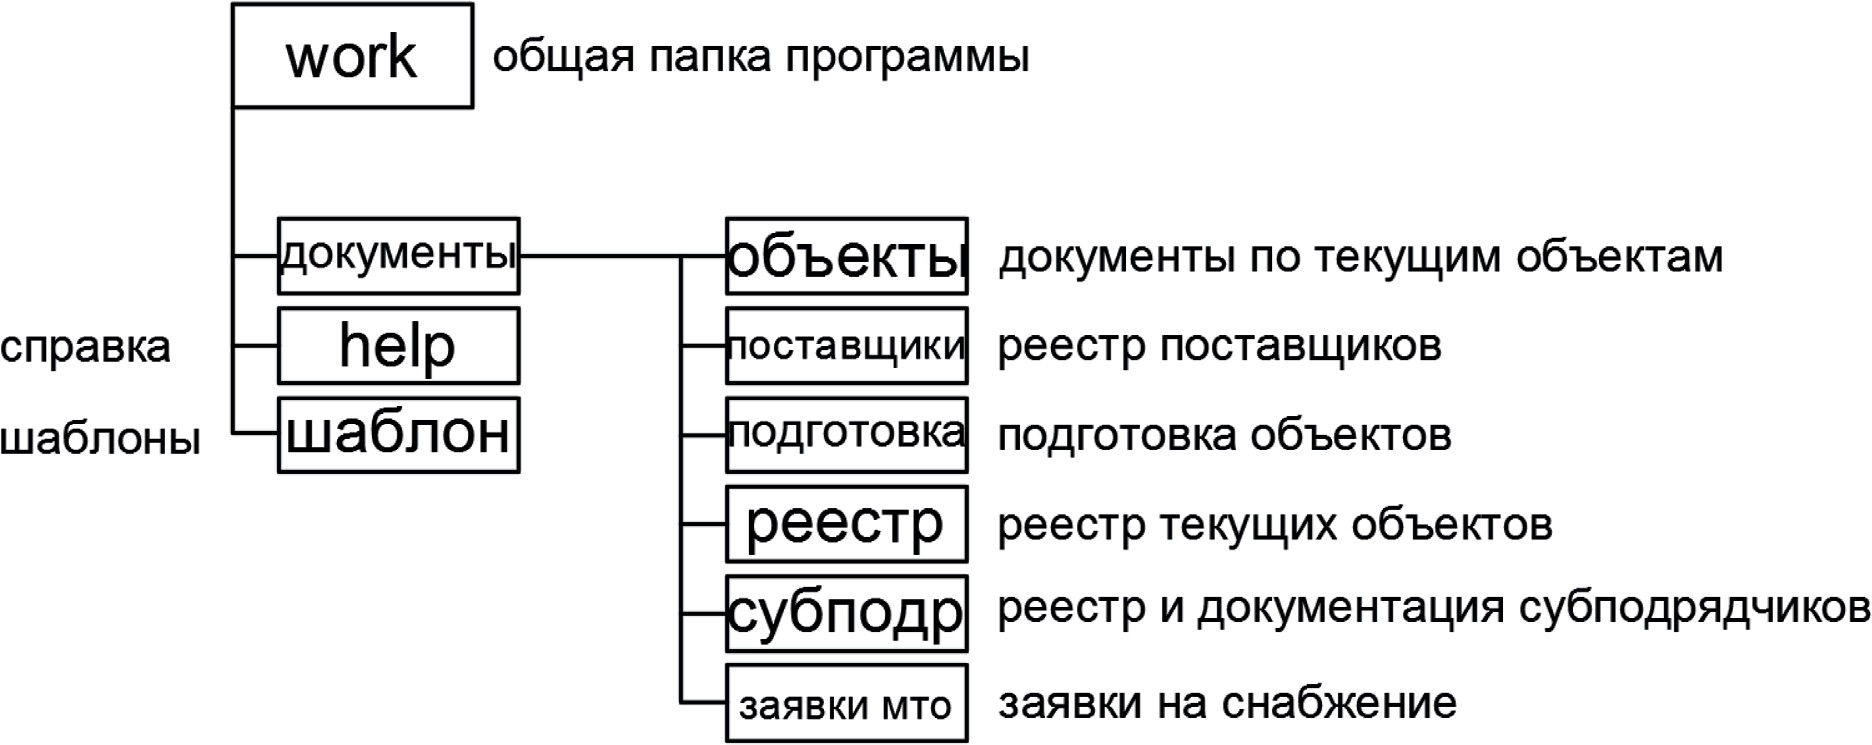 work общая папка программы
документы объекты документы по текущим объектам
справка help поставщики реестр поставщиков
шаблоны шаблон подготовка подготовка объектов
реестр реестр текущих объектов
субподр реестр и документация субподрядчиков
заявки мто заявки на снабжение